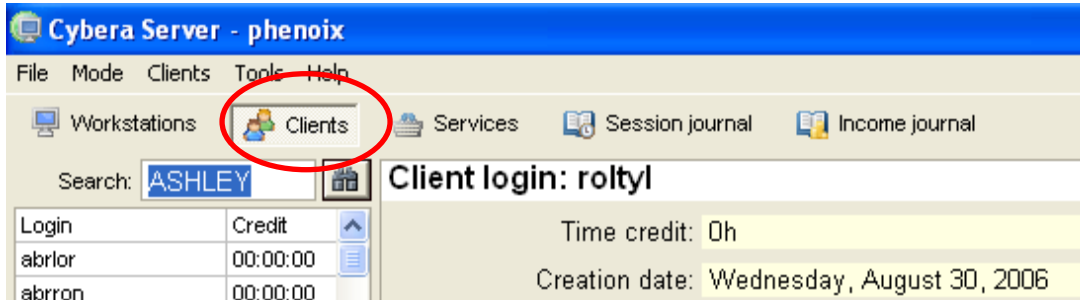 Cybera Server - phenoix
File Mode Clients Tools Help
Workstations Clients Services Session journal Income journal
Search: ASHLEY Client login: roltyl
Login Credit Time credit: 0h
abrlor 00:00:00
Creation date: Wednesday, August 30, 2006
abrron 00:00:00